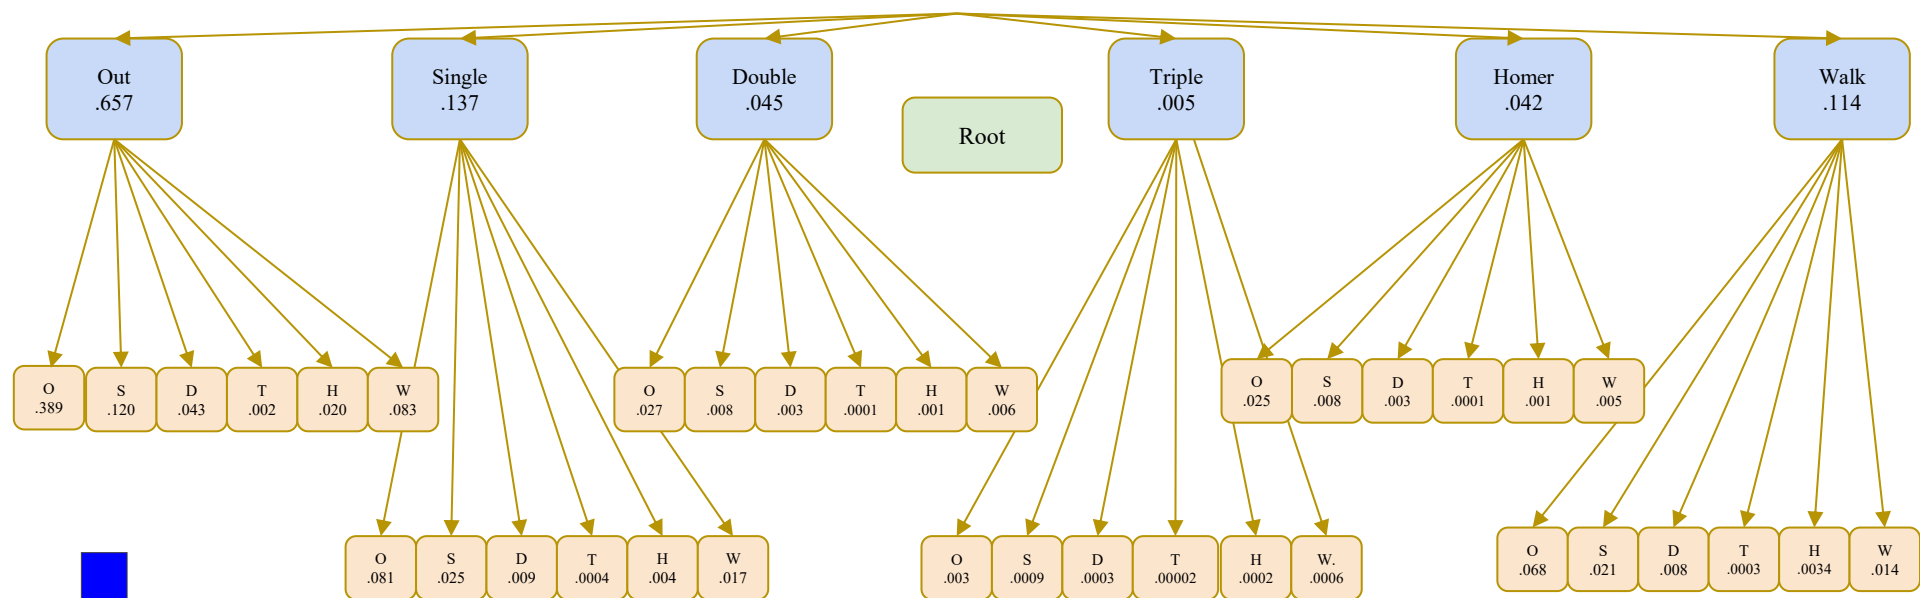 Out
.657
Single
.137
Double
.045
Triple
.005
Homer
.042
Walk
.114
Root
O
.389
S
.120
D
.043
T
.002
H
.020
W
.083
O
.027
S
.008
D
.003
T
.0001
H
.001
W
.006
O
.025
S
.008
D
.003
T
.0001
H
.001
W
.005
O
.081
S
.025
D
.009
T
.0004
H
.004
W
.017
O
.003
S
.0009
D
.0003
T
.00002
H
.0002
W.
.0006
O
.068
S
.021
D
.008
T
.0003
H
.0034
W
.014